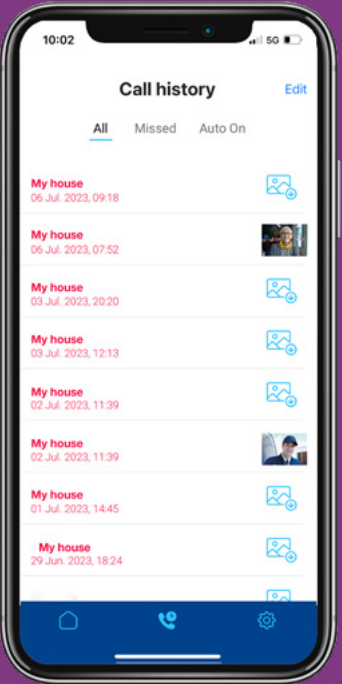 10:02
5G
Call history
Edit
All Missed Auto On
My house
06 Jul. 2023, 09:18
My house
06 Jul. 2023, 07:52
My house
03 Jul. 2023, 20:20
My house
03 Jul. 2023, 12:13
My house
02 Jul. 2023, 11:39
My house
02 Jul. 2023, 11:39
My house
01 Jul. 2023, 14:45
My house
29 Jun. 2023, 18:24